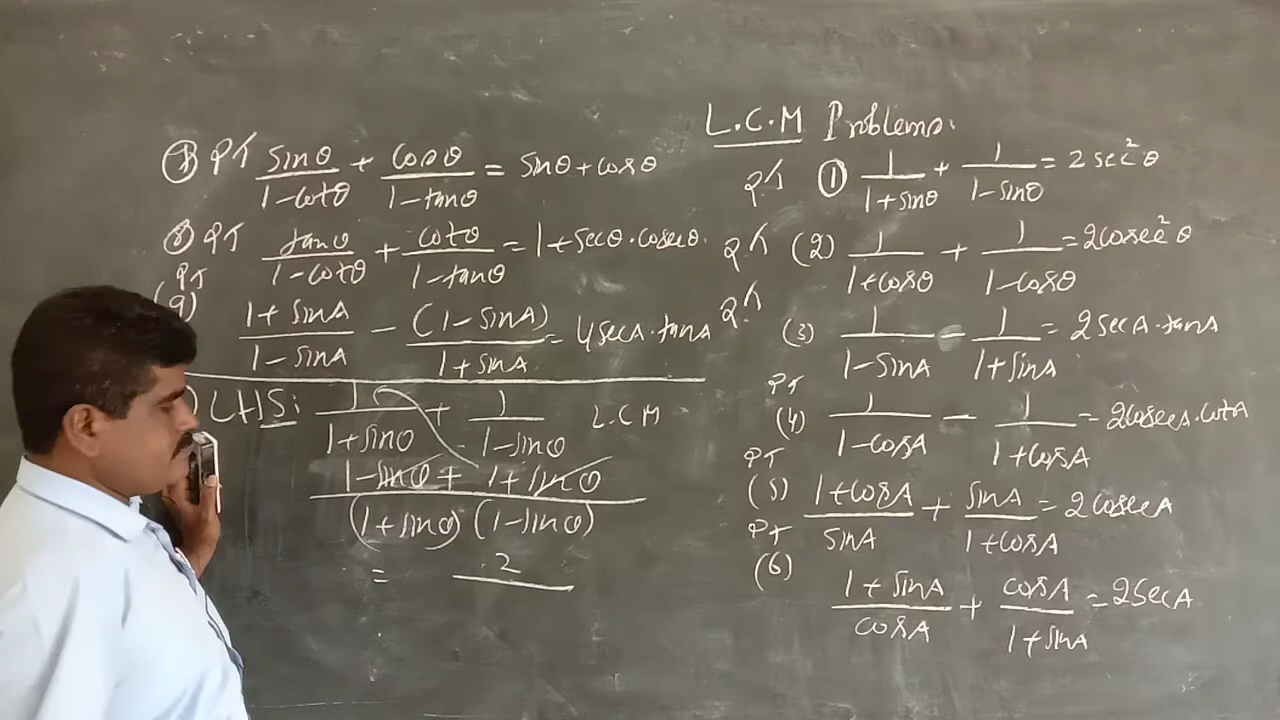 L.C.M Problems:
PT ① 1/(1+sinθ) + 1/(1-sinθ) = 2sec²θ
PT (2) 1/(1+cosθ) + 1/(1-cosθ) = 2cosec²θ
PT
(3) 1/(1-sinA) - 1/(1+sinA) = 2secA·tanA
PT
(4) 1/(1-cosA) - 1/(1+cosA) = 2cosecA·cotA
PT
(5) (1+cosA)/sinA + sinA/(1+cosA) = 2cosecA
PT
(6) (1+sinA)/cosA + cosA/(1+sinA) = 2secA
⑦ PT sinθ/(1-cotθ) + cosθ/(1-tanθ) = sinθ+cosθ
⑧ PT tanθ/(1-cotθ) + cotθ/(1-tanθ) = 1+secθ·cosecθ.
PT
(9) (1+sinA)/(1-sinA) - (1-sinA)/(1+sinA) = 4secA·tanA
) LHS: 1/(1+sinθ) + 1/(1-sinθ) L.C.M
(1-sinθ + 1+sinθ)/((1+sinθ)(1-sinθ))
= 2